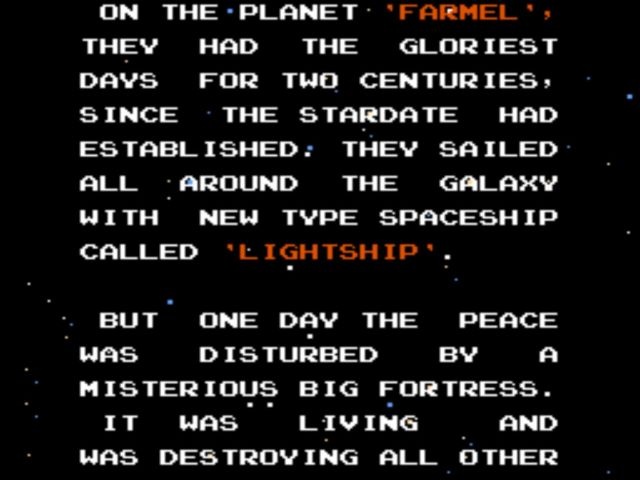 ON THE PLANET 'FARMEL',
THEY HAD THE GLORIEST
DAYS FOR TWO CENTURIES,
SINCE THE STARDATE HAD
ESTABLISHED. THEY SAILED
ALL AROUND THE GALAXY
WITH NEW TYPE SPACESHIP
CALLED 'LIGHTSHIP'.
BUT ONE DAY THE PEACE
WAS DISTURBED BY A
MISTERIOUS BIG FORTRESS.
IT WAS LIVING AND
WAS DESTROYING ALL OTHER